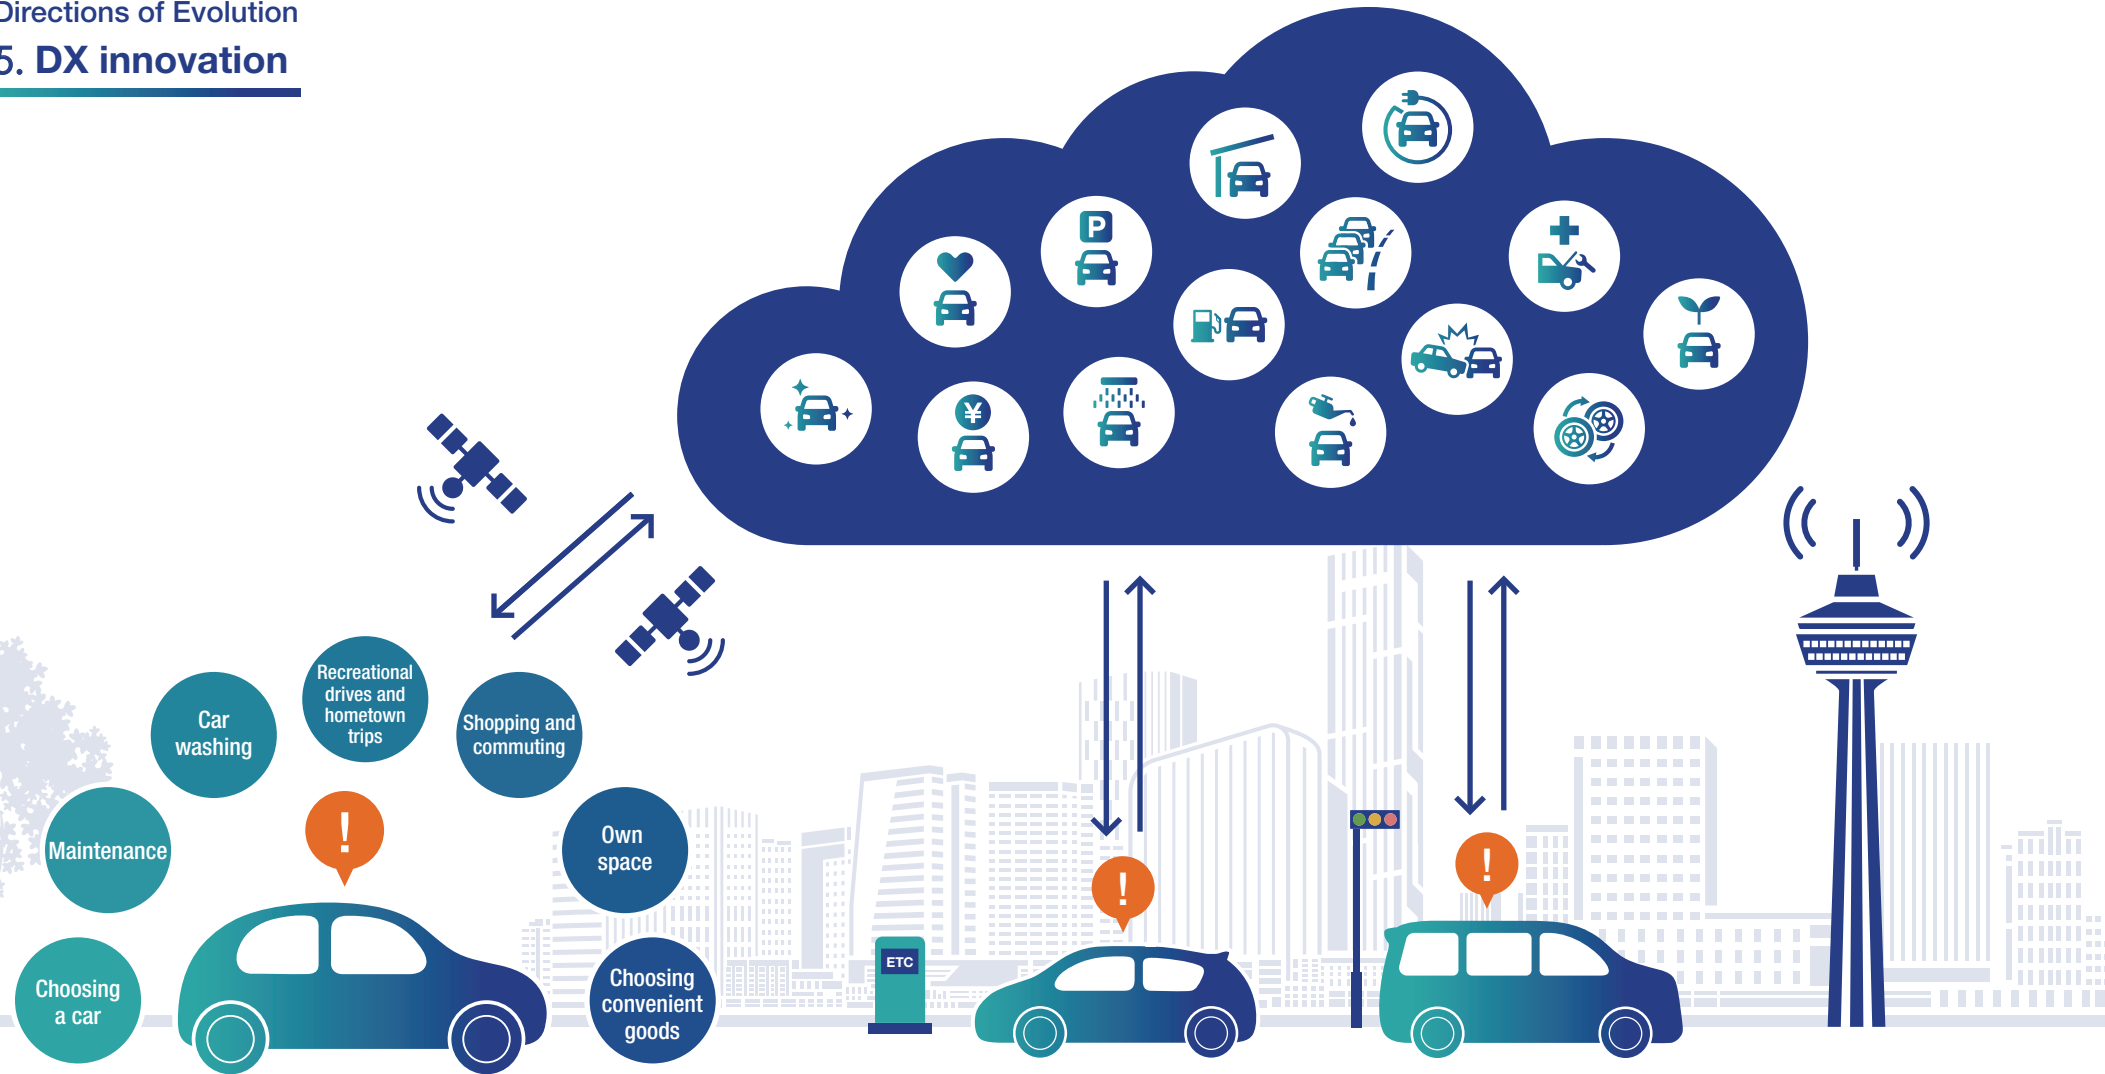 Directions of Evolution
5. DX innovation
P
¥
Recreational
drives and
hometown
trips
Car
washing
Shopping and
commuting
Maintenance
!
Own
space
!
!
Choosing
a car
ETC
Choosing
convenient
goods